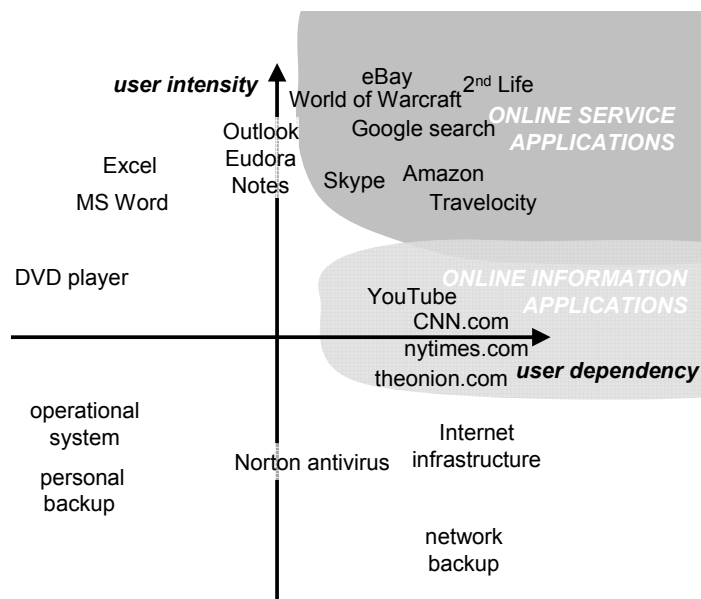 eBay
user intensity
2nd Life
World of Warcraft
ONLINE SERVICE
APPLICATIONS
Outlook
Eudora
Notes
Google search
Excel
MS Word
Skype
Amazon
Travelocity
DVD player
ONLINE INFORMATION
APPLICATIONS
YouTube
CNN.com
nytimes.com
theonion.com
user dependency
operational
system
Internet
infrastructure
Norton antivirus
personal
backup
network
backup